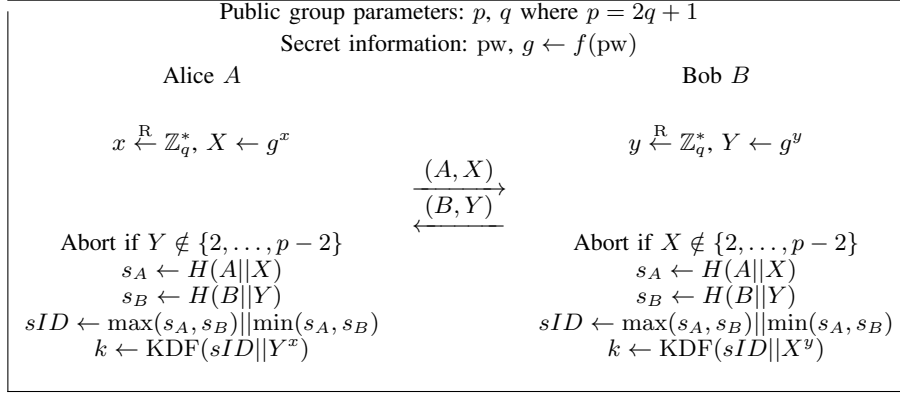 Public group parameters: p, q where p = 2q + 1
Secret information: pw, g ← f(pw)
Alice A Bob B
x ←R ℤ*q, X ← g^x y ←R ℤ*q, Y ← g^y
(A, X)
(B, Y)
Abort if Y ∉ {2, . . . , p − 2} Abort if X ∉ {2, . . . , p − 2}
s_A ← H(A||X) s_A ← H(A||X)
s_B ← H(B||Y) s_B ← H(B||Y)
sID ← max(s_A, s_B)||min(s_A, s_B) sID ← max(s_A, s_B)||min(s_A, s_B)
k ← KDF(sID||Y^x) k ← KDF(sID||X^y)